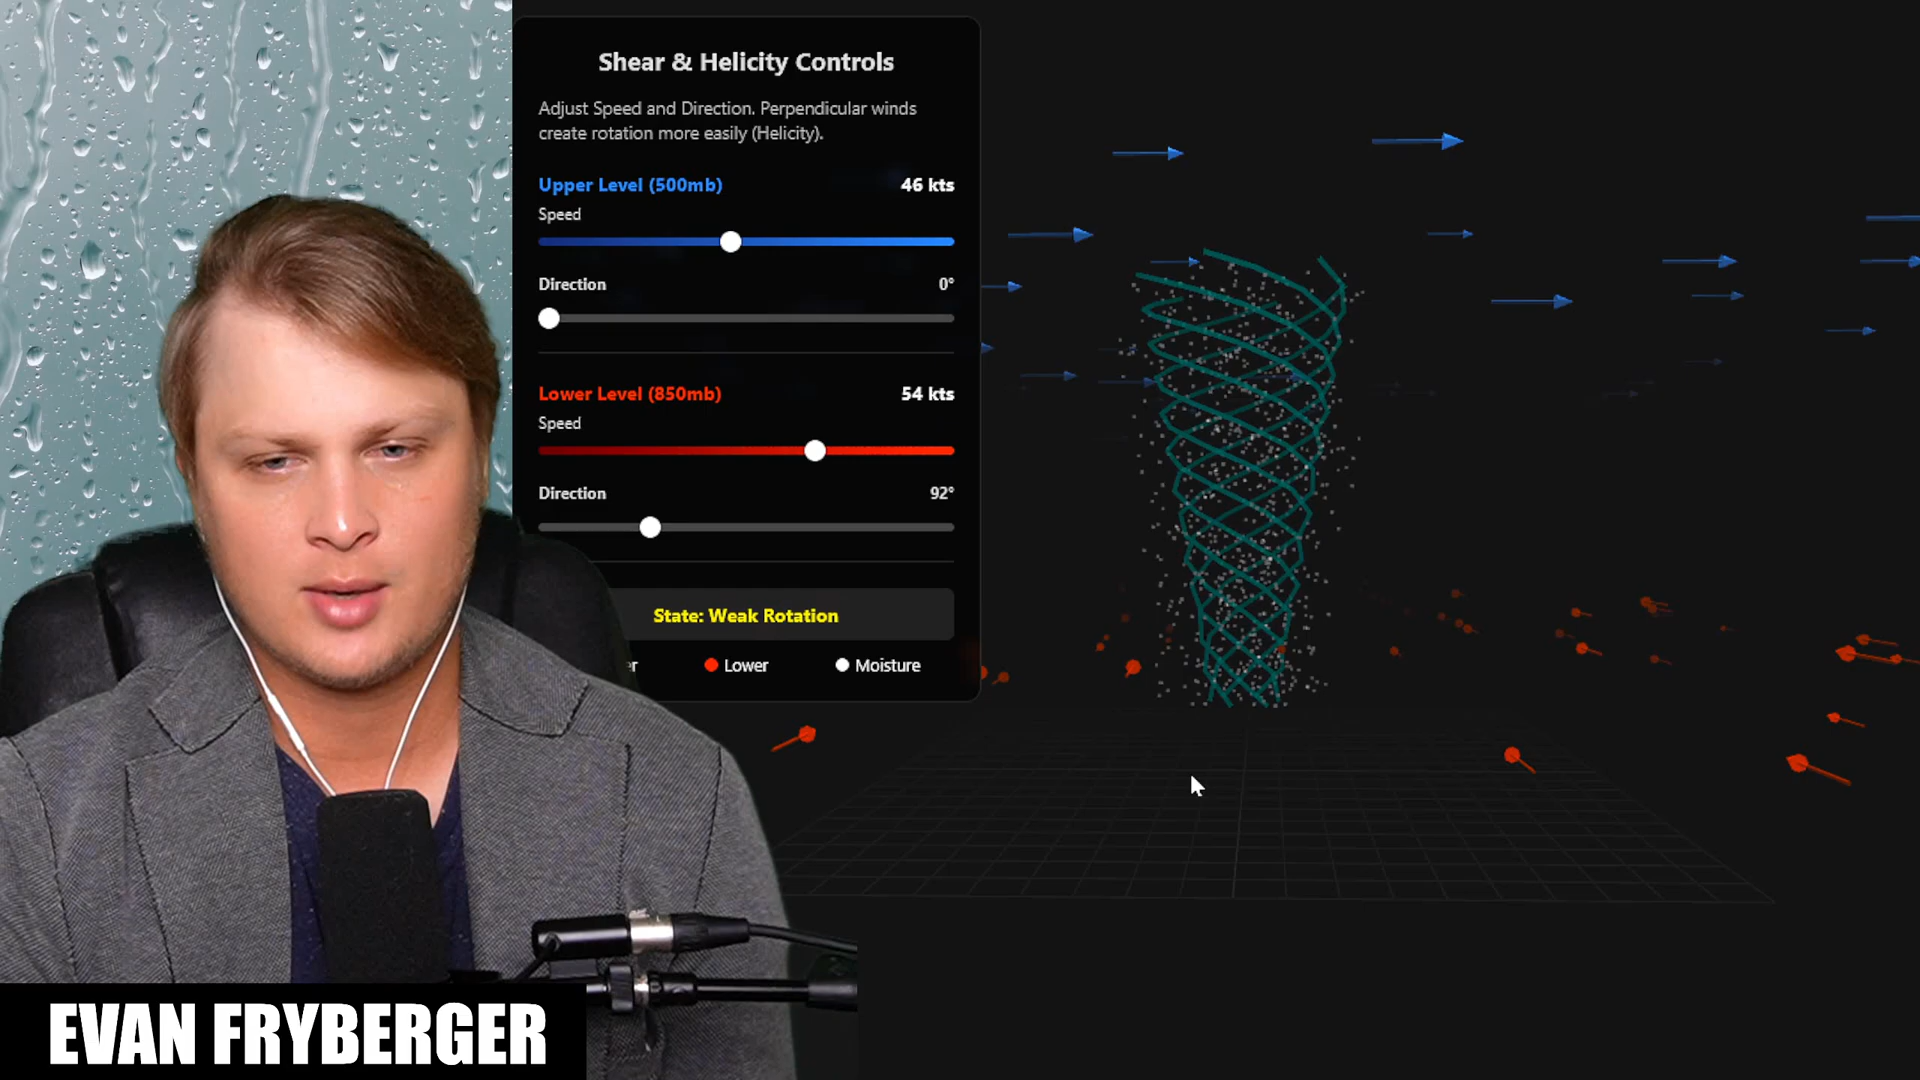 Shear & Helicity Controls
Adjust Speed and Direction. Perpendicular winds
create rotation more easily (Helicity).
Upper Level (500mb) 46 kts
Speed
Direction 0°
Lower Level (850mb) 54 kts
Speed
Direction 92°
State: Weak Rotation
er Lower Moisture
EVAN FRYBERGER